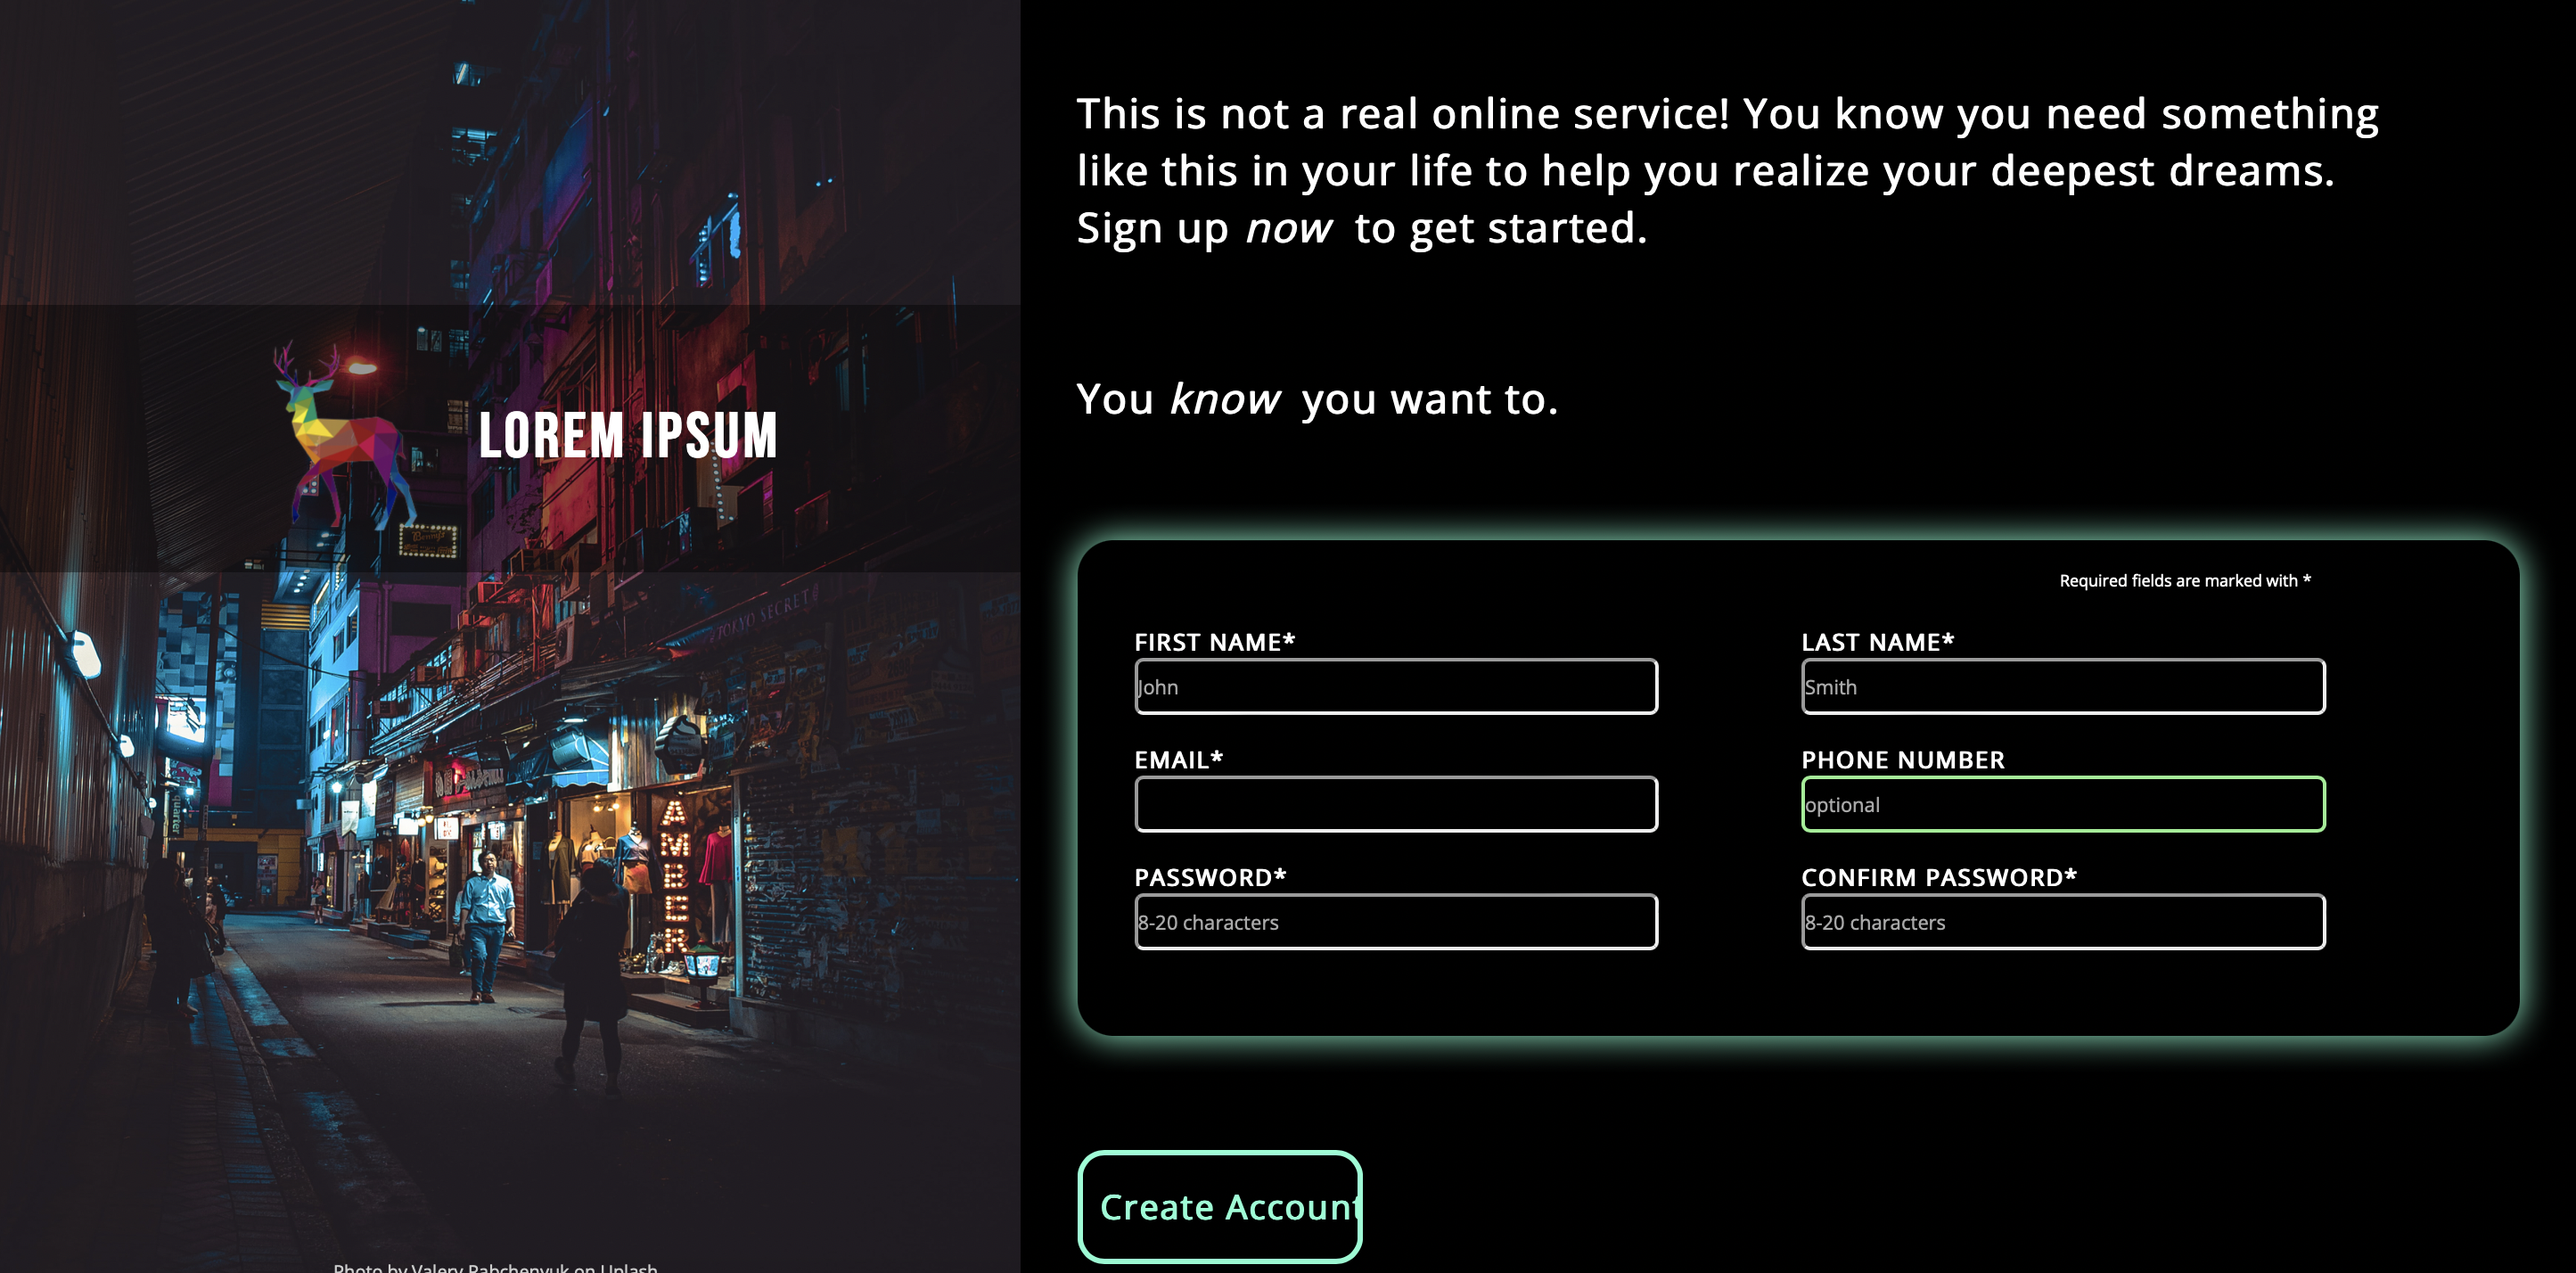 This is not a real online service! You know you need something
like this in your life to help you realize your deepest dreams.
Sign up now to get started.
LOREM IPSUM
You know you want to.
TOKYO SECRET
Required fields are marked with *
FIRST NAME*
John
LAST NAME*
Smith
EMAIL*
PHONE NUMBER
optional
PASSWORD*
8-20 characters
CONFIRM PASSWORD*
8-20 characters
AMBER
Create Account
Photo by Valery Rabchenyuk on Unplash